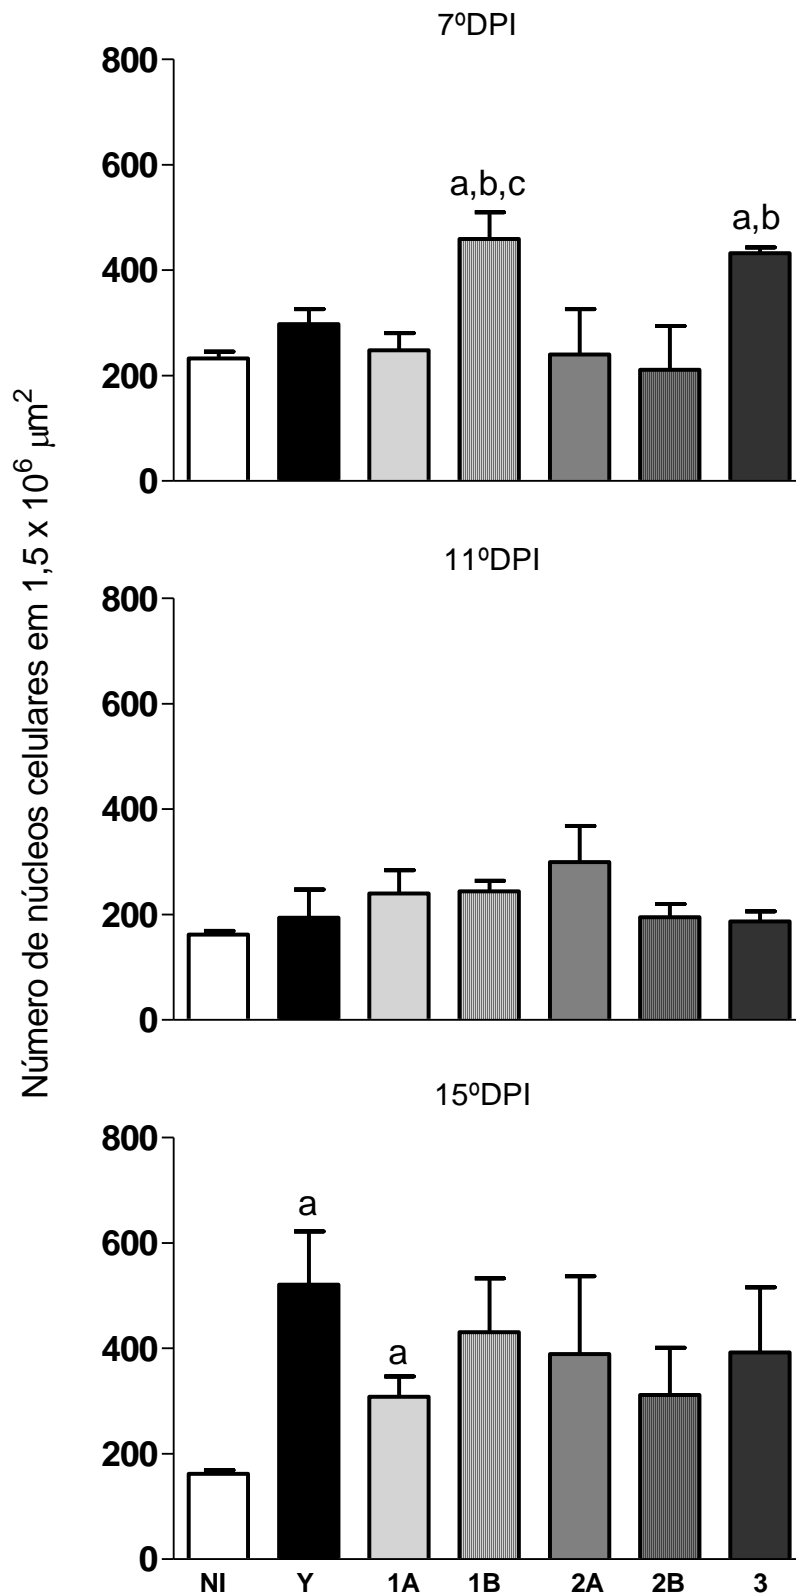 7ºDPI
800
600
400
200
0
a,b,c
a,b
Número de núcleos celulares em 1,5 x 10⁶ μm²
11ºDPI
800
600
400
200
0
15ºDPI
800
600
400
200
0
a
a
NI Y 1A 1B 2A 2B 3